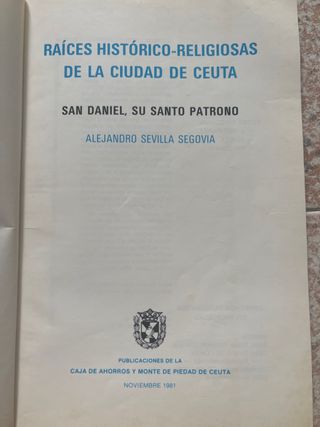 RAÍCES HISTÓRICO-RELIGIOSAS
DE LA CIUDAD DE CEUTA
SAN DANIEL, SU SANTO PATRONO
ALEJANDRO SEVILLA SEGOVIA
PUBLICACIONES DE LA
CAJA DE AHORROS Y MONTE DE PIEDAD DE CEUTA
NOVIEMBRE 1981